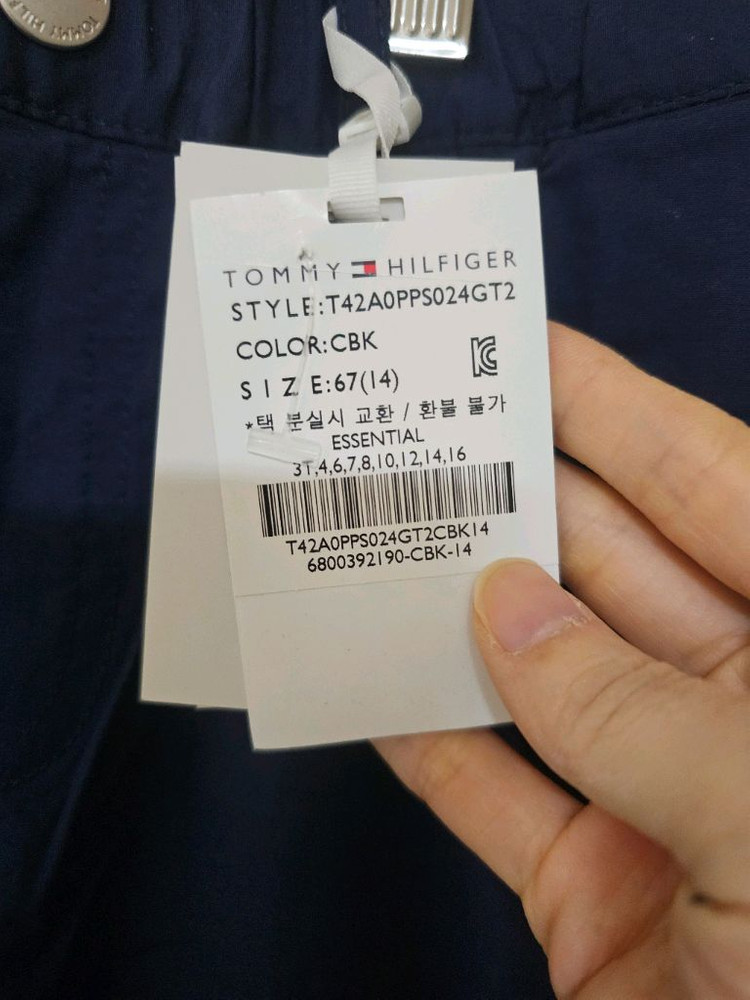 TOMMY HILFIGER
STYLE:T42A0PPS024GT2
COLOR:CBK
SIZE:67(14)
*택 분실시 교환 / 환불 불가
ESSENTIAL
3T,4,6,7,8,10,12,14,16
T42A0PPS024GT2CBK14
6800392190-CBK-14